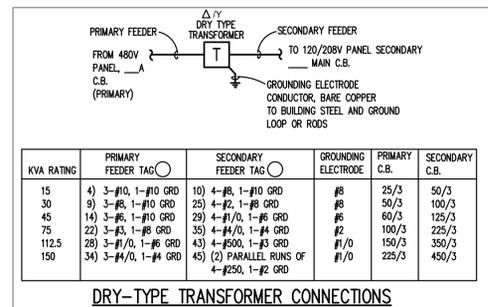 △/Y
DRY TYPE
TRANSFORMER
PRIMARY FEEDER
SECONDARY FEEDER
FROM 480V
PANEL, ___A
C.B.
(PRIMARY)
T
TO 120/208V PANEL SECONDARY
____ MAIN C.B.
GROUNDING ELECTRODE
CONDUCTOR, BARE COPPER
TO BUILDING STEEL AND GROUND
LOOP OR RODS
KVA RATING PRIMARY FEEDER TAG SECONDARY FEEDER TAG GROUNDING ELECTRODE PRIMARY C.B. SECONDARY C.B.
15 4) 3-#10, 1-#10 GRD 10) 4-#8, 1-#10 GRD #8 25/3 50/3
30 9) 3-#8, 1-#10 GRD 25) 4-#2, 1-#8 GRD #8 50/3 100/3
45 14) 3-#6, 1-#10 GRD 29) 4-#1/0, 1-#6 GRD #6 60/3 125/3
75 22) 3-#3, 1-#8 GRD 35) 4-#4/0, 1-#4 GRD #2 100/3 225/3
112.5 28) 3-#1/0, 1-#6 GRD 43) 4-#500, 1-#3 GRD #1/0 150/3 350/3
150 34) 3-#4/0, 1-#4 GRD 45) (2) PARALLEL RUNS OF #1/0 225/3 450/3
4-#250, 1-#2 GRD
DRY-TYPE TRANSFORMER CONNECTIONS